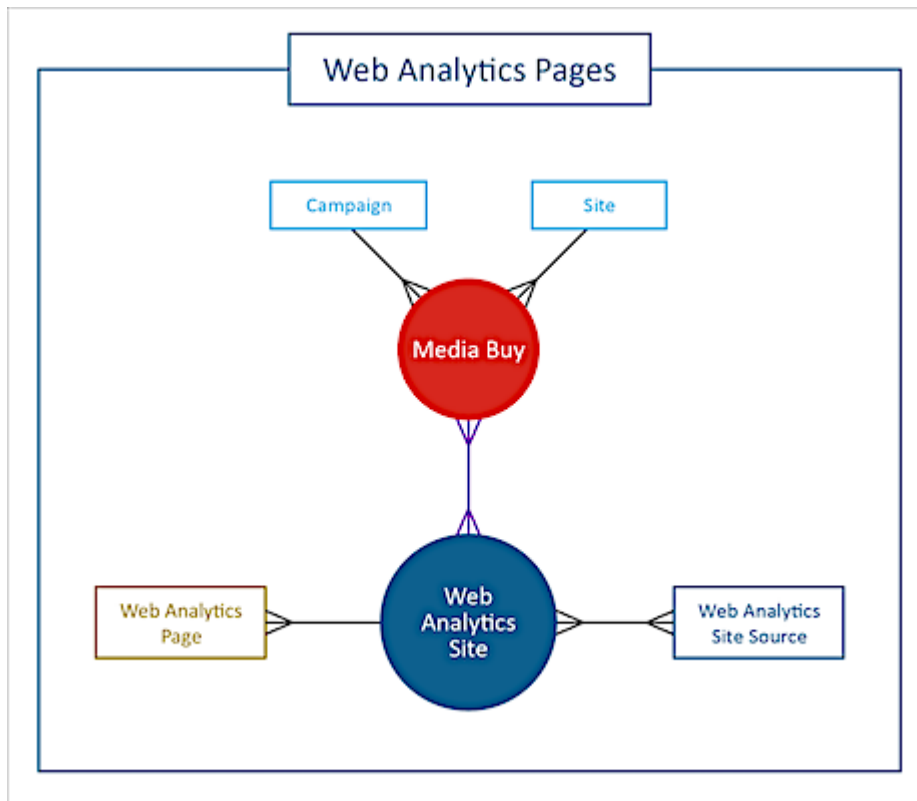 Web Analytics Pages
Campaign
Site
Media Buy
Web
Analytics
Site
Web Analytics
Page
Web Analytics
Site Source